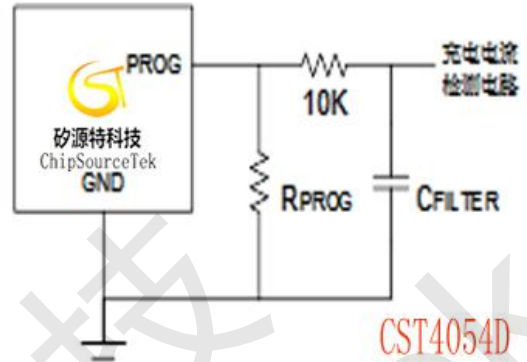 PROG
充电电流
检测电路
10K
矽源特科技
ChipSourceTek
GND
RPROG
CFILTER
CST4054D